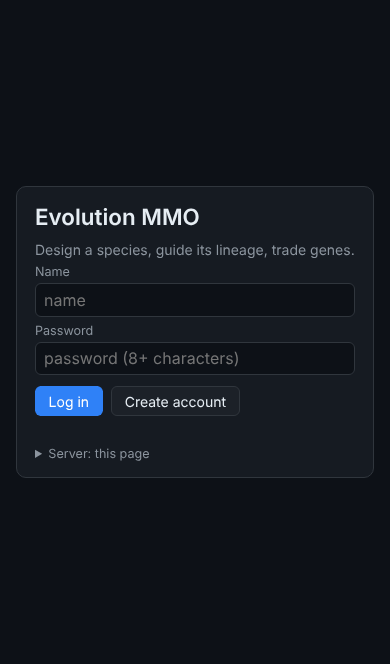 Evolution MMO
Design a species, guide its lineage, trade genes.
Name
name
Password
password (8+ characters)
Log in
Create account
Server: this page